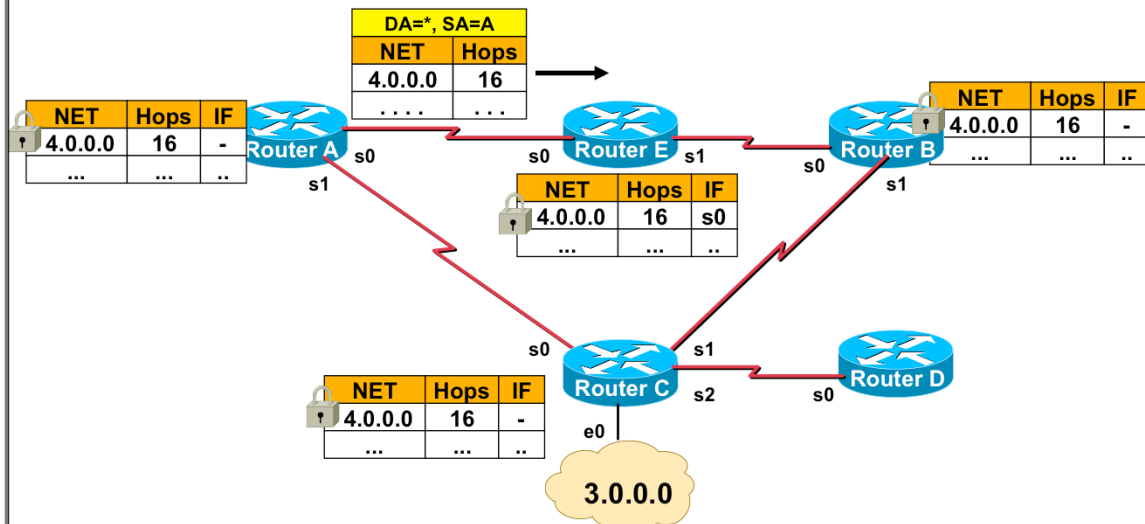 DA=*, SA=A
NET Hops
4.0.0.0 16
. . . . . . .
NET Hops IF
4.0.0.0 16 -
... ... ..
Router A
s0
s1
s0
Router E
s1
s0
Router B
s1
NET Hops IF
4.0.0.0 16 -
... ... ..
NET Hops IF
4.0.0.0 16 s0
... ... ..
s0
Router C
s1
s2
s0
Router D
NET Hops IF
4.0.0.0 16 -
... ... ..
e0
3.0.0.0